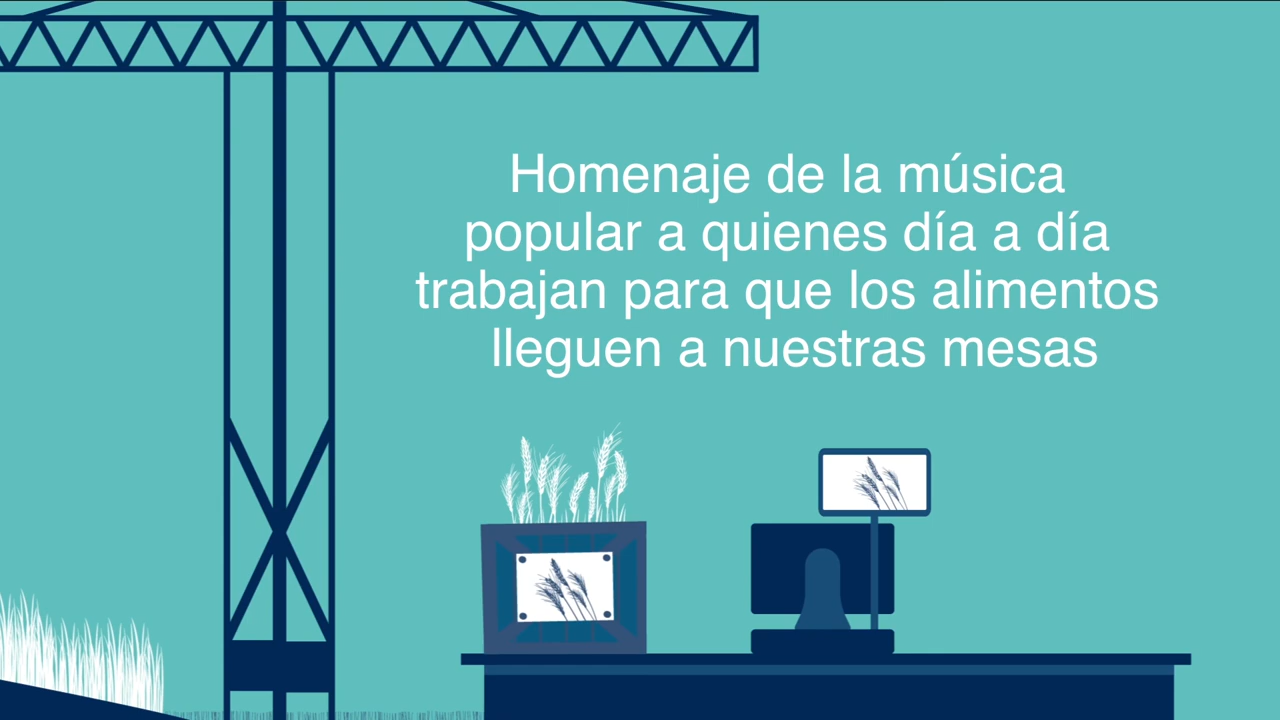 Homenaje de la música
popular a quienes día a día
trabajan para que los alimentos
lleguen a nuestras mesas